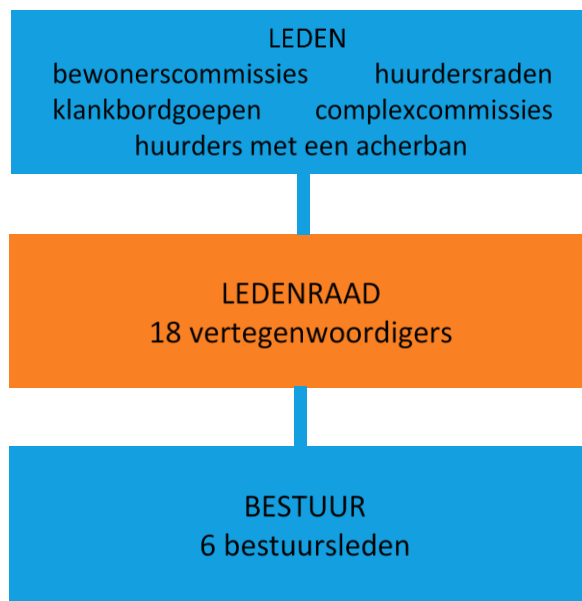 LEDEN
bewonerscommissies huurdersraden
klankbordgoepen complexcommissies
huurders met een acherban
LEDENRAAD
18 vertegenwoordigers
BESTUUR
6 bestuursleden